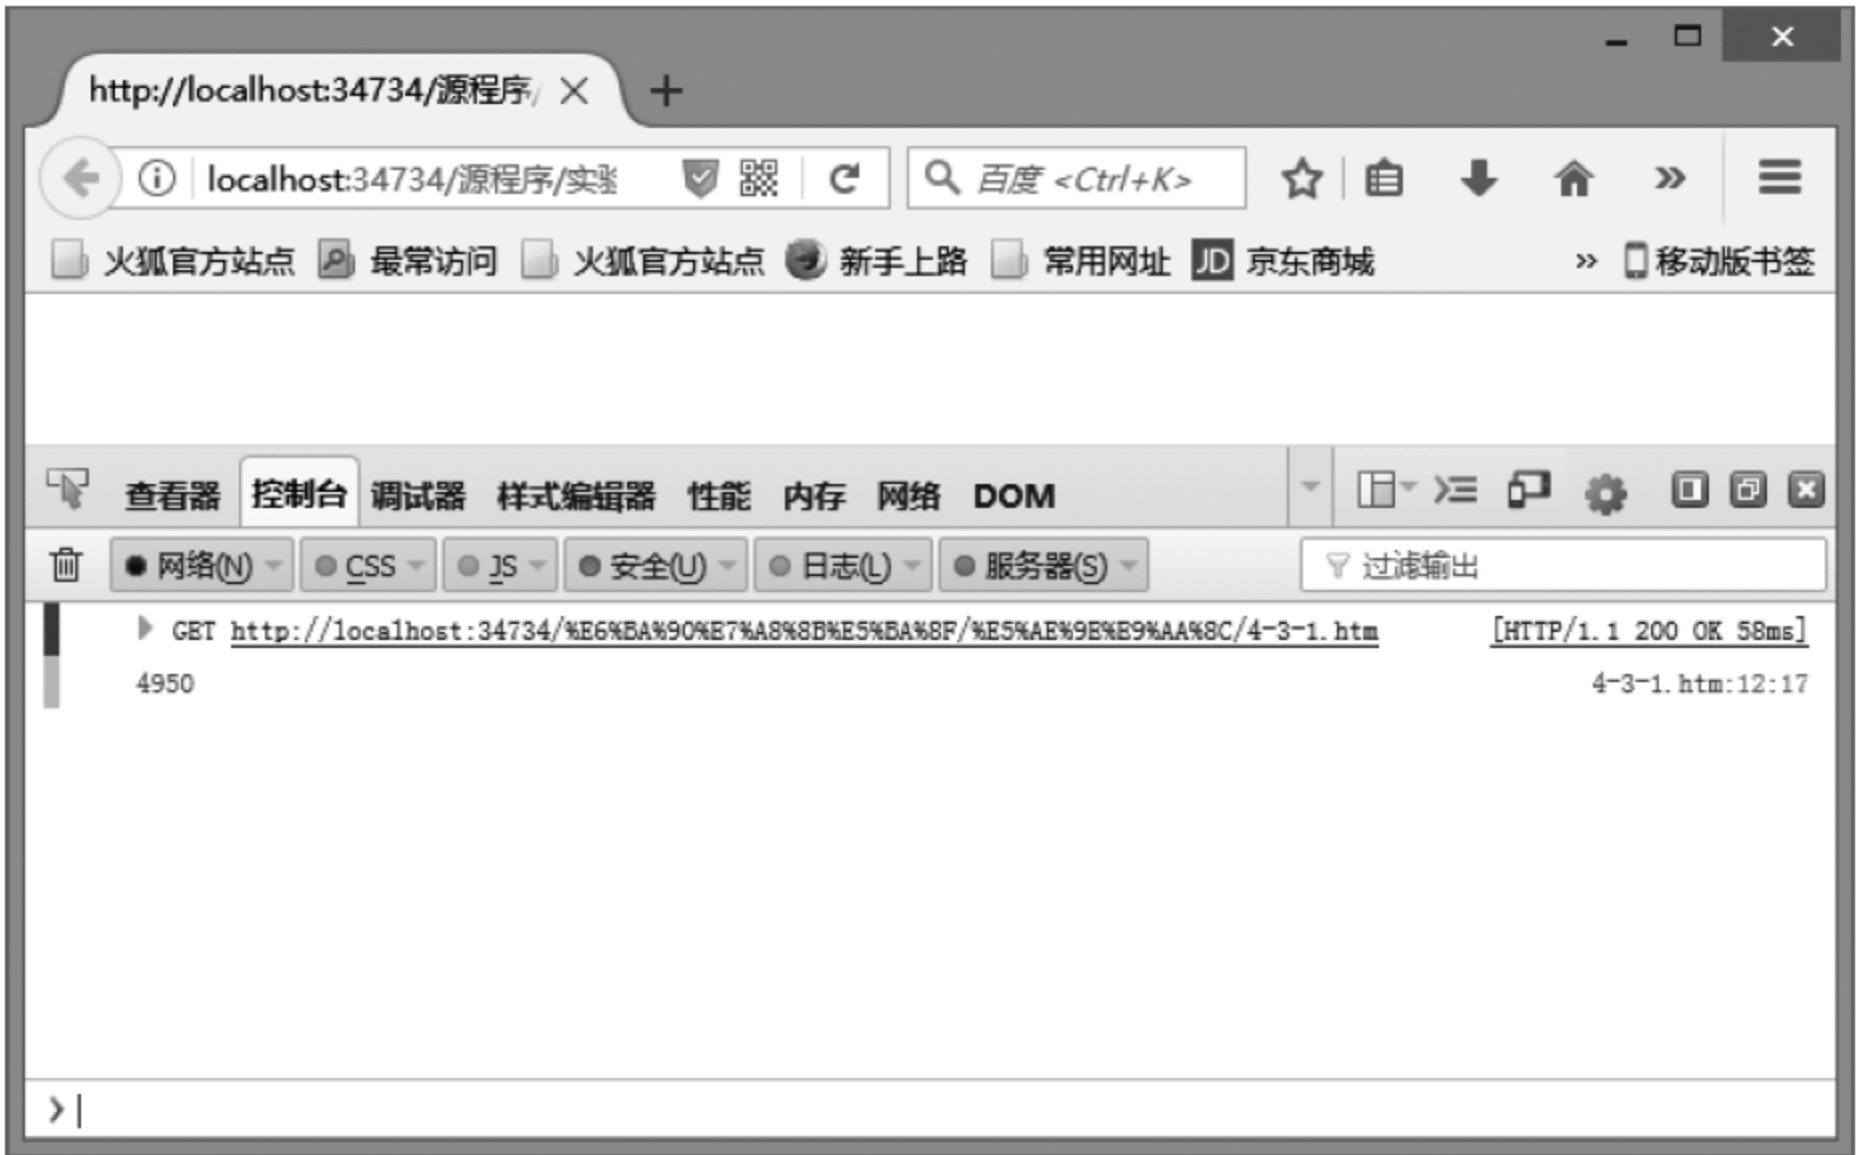 http://localhost:34734/源程序/
localhost:34734/源程序/实验
百度 <Ctrl+K>
火狐官方站点 最常访问 火狐官方站点 新手上路 常用网址 JD 京东商城 » 移动版书签
查看器 控制台 调试器 样式编辑器 性能 内存 网络 DOM
网络(N) CSS JS 安全(U) 日志(L) 服务器(S) 过滤输出
GET http://localhost:34734/%E6%BA%90%E7%A8%8B%E5%BA%8F/%E5%AE%9E%E9%AA%8C/4-3-1.htm [HTTP/1.1 200 OK 58ms]
4950 4-3-1.htm:12:17